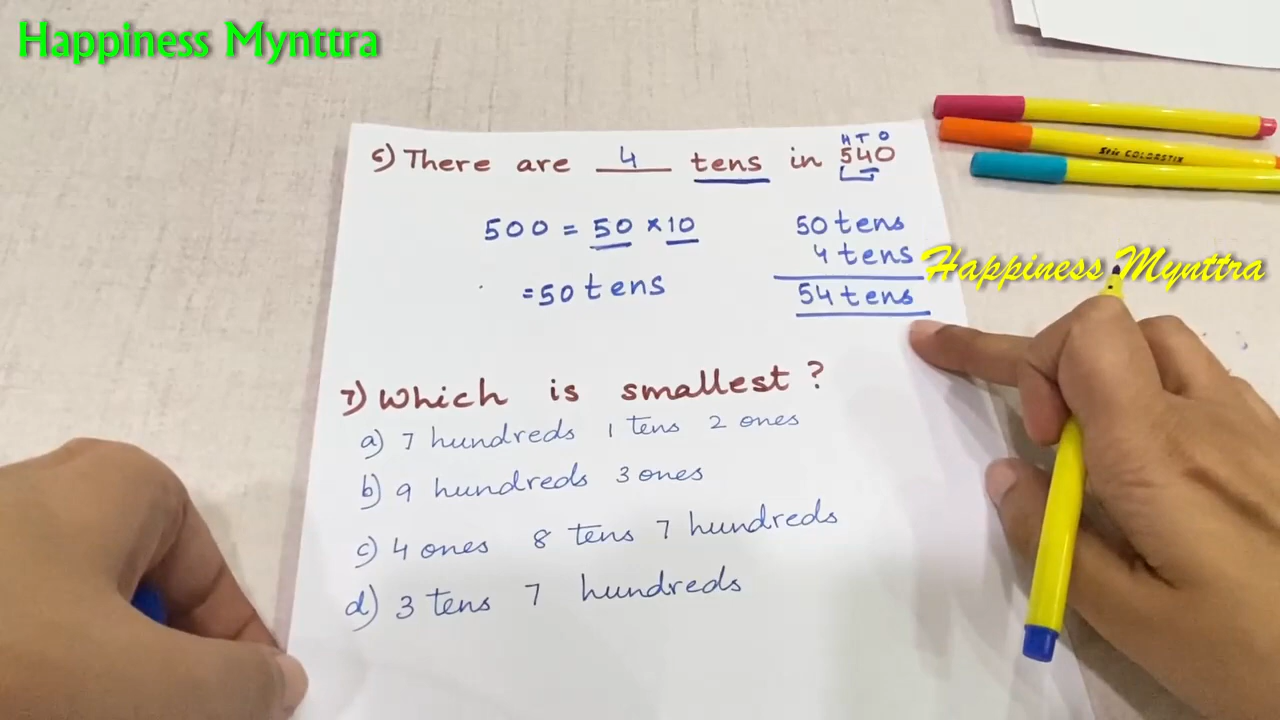 Happiness Mynttra
H T O
6) There are 4 tens in 540
500 = 50 × 10
50 tens
4 tens
Happiness Mynttra
= 50 tens
54 tens
7) Which is smallest?
a) 7 hundreds 1 tens 2 ones
b) 9 hundreds 3 ones
c) 4 ones 8 tens 7 hundreds
d) 3 tens 7 hundreds